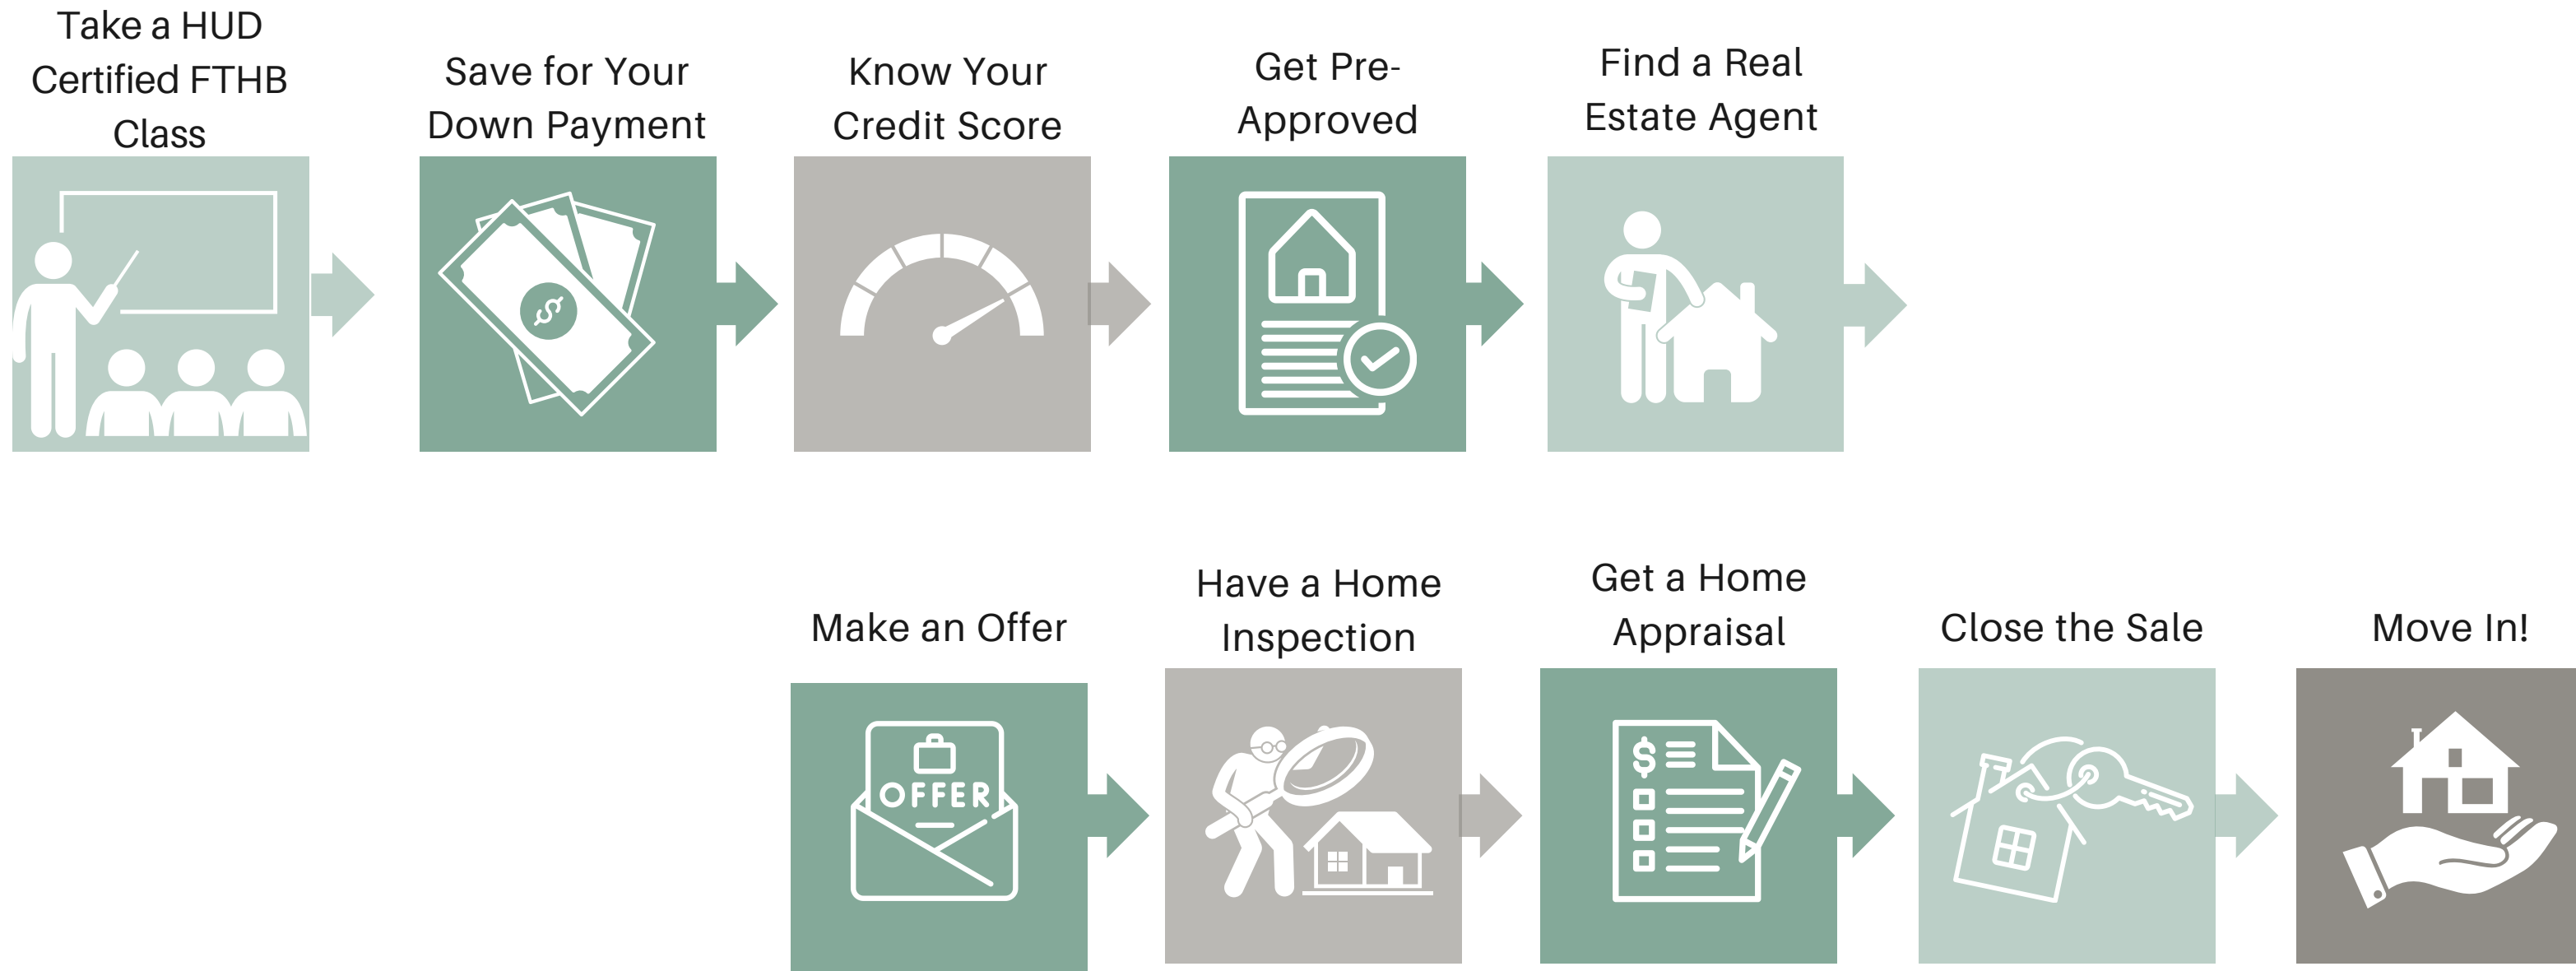 Take a HUD
Certified FTHB
Class
Save for Your
Down Payment
Know Your
Credit Score
Get Pre-
Approved
Find a Real
Estate Agent
Make an Offer
OFFER
Have a Home
Inspection
Get a Home
Appraisal
Close the Sale
Move In!